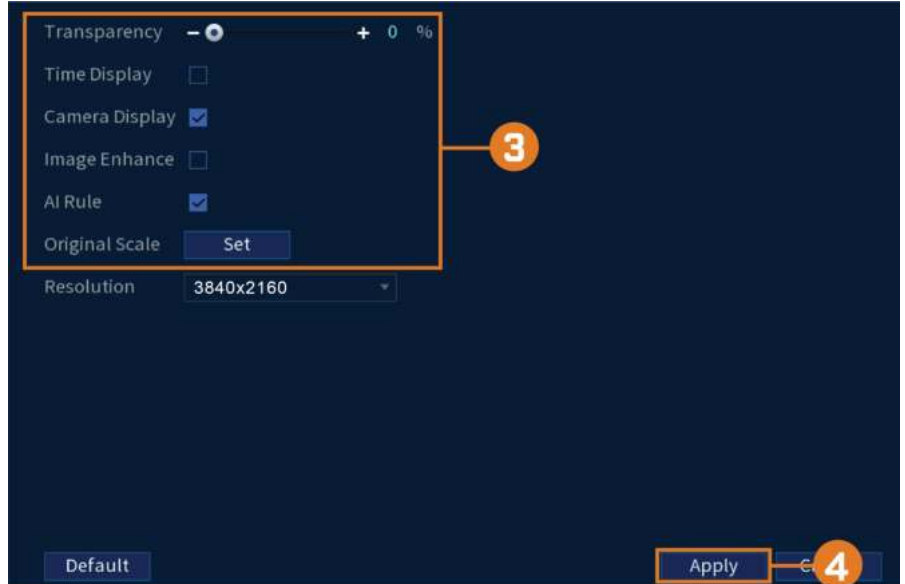 Transparency - + 0 %
Time Display
Camera Display
Image Enhance
AI Rule
Original Scale Set
3
Resolution 3840x2160
Default Apply 4